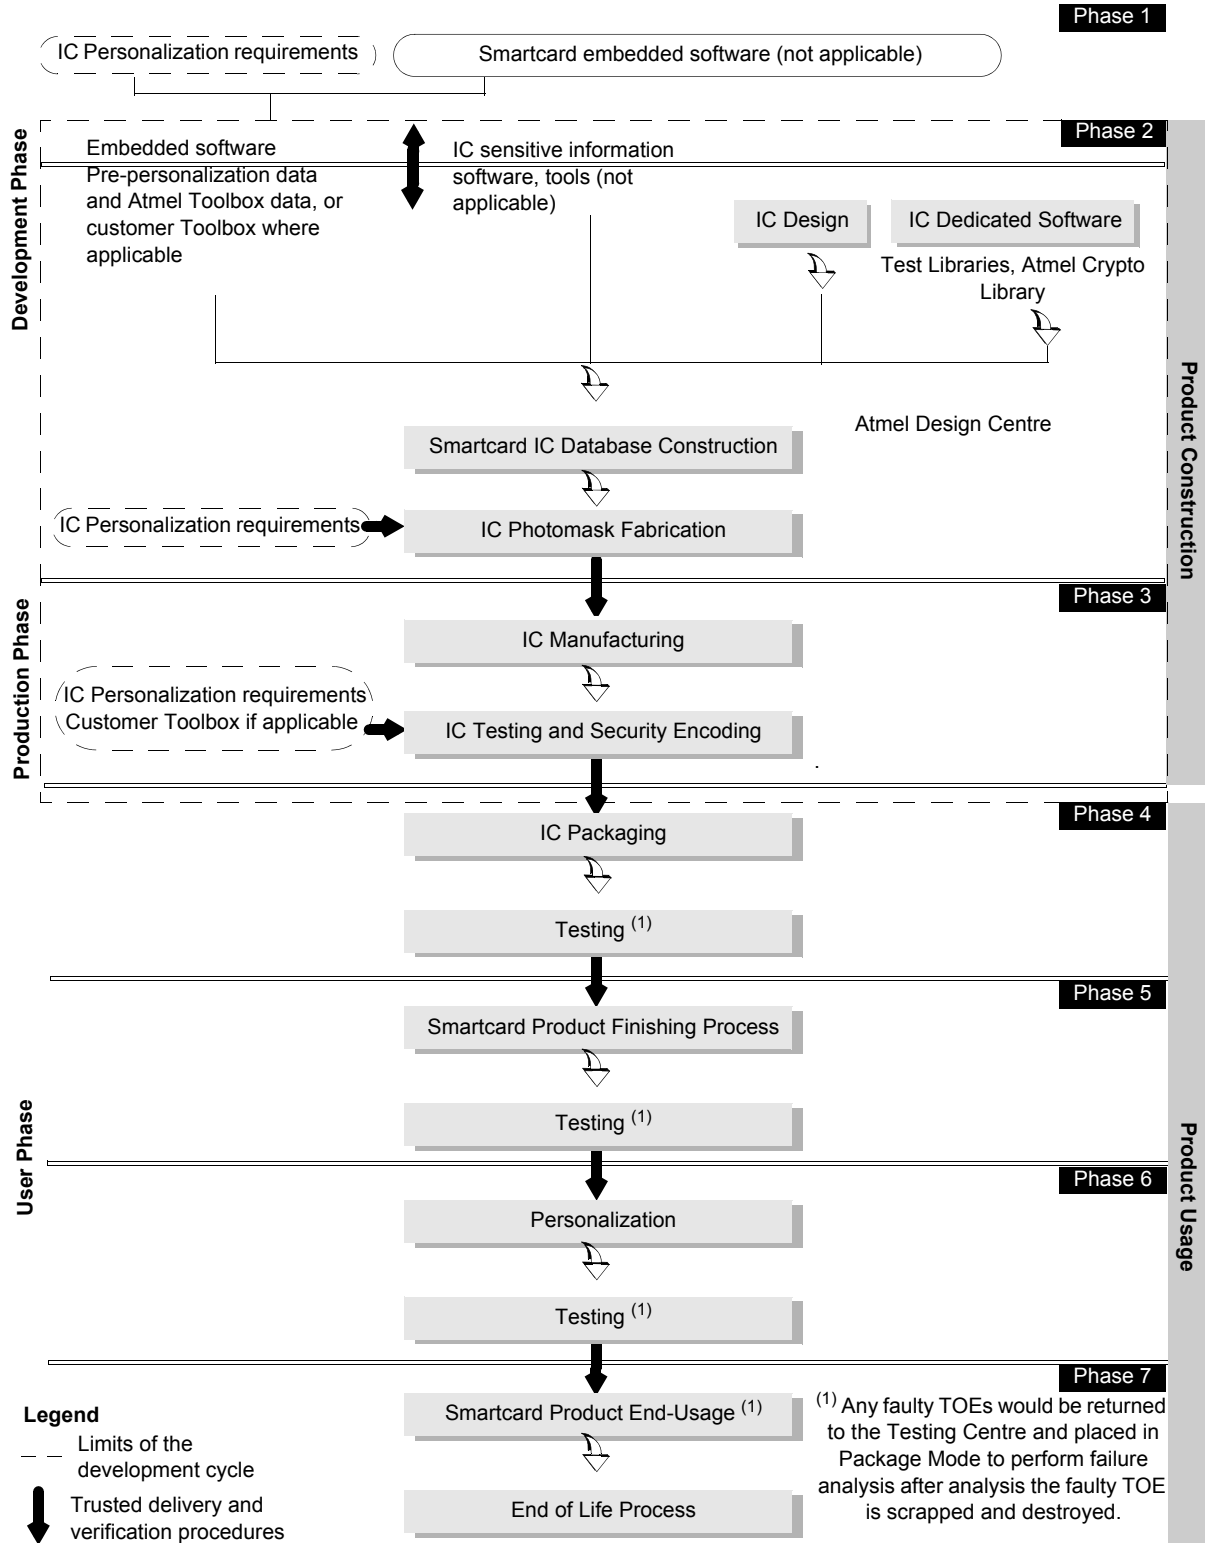 Phase 1
IC Personalization requirements
Smartcard embedded software (not applicable)
Development Phase
Phase 2
Embedded software
Pre-personalization data
and Atmel Toolbox data, or
customer Toolbox where
applicable
IC sensitive information
software, tools (not
applicable)
IC Design
IC Dedicated Software
Test Libraries, Atmel Crypto
Library
Product Construction
Atmel Design Centre
Smartcard IC Database Construction
IC Personalization requirements
IC Photomask Fabrication
Production Phase
Phase 3
IC Manufacturing
IC Personalization requirements
Customer Toolbox if applicable
IC Testing and Security Encoding
.
Phase 4
IC Packaging
Testing (1)
Phase 5
Smartcard Product Finishing Process
Testing (1)
User Phase
Product Usage
Phase 6
Personalization
Testing (1)
Phase 7
Smartcard Product End-Usage (1)
End of Life Process
(1) Any faulty TOEs would be returned
to the Testing Centre and placed in
Package Mode to perform failure
analysis after analysis the faulty TOE
is scrapped and destroyed.
Legend
Limits of the
development cycle
Trusted delivery and
verification procedures